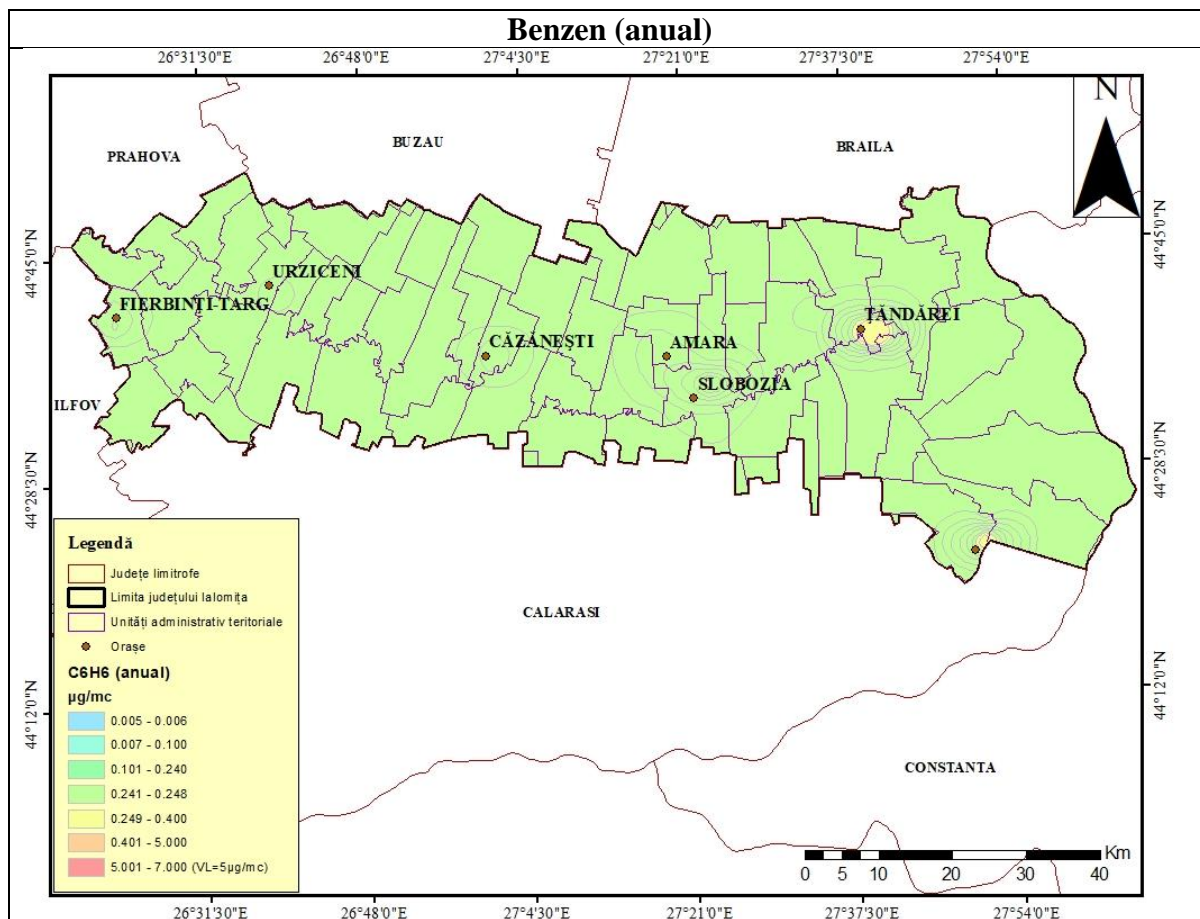 Benzen (anual)
26°31'30"E 26°48'0"E 27°4'30"E 27°21'0"E 27°37'30"E 27°54'0"E
N
BUZAU
BRAILA
PRAHOVA
44°45'0"N
44°45'0"N
URZICENI
FIERBINȚI-TARG
ȚĂNDĂREI
CĂZĂNEȘTI
AMARA
SLOBOZIA
ILFOV
44°28'30"N
44°28'30"N
Legendă
Județe limitrofe
Limita județului Ialomița
Unități administrativ teritoriale
Orașe
C6H6 (anual)
µg/mc
0.005 - 0.006
0.007 - 0.100
0.101 - 0.240
0.241 - 0.248
0.249 - 0.400
0.401 - 5.000
5.001 - 7.000 (VL=5µg/mc)
CALARASI
44°12'0"N
44°12'0"N
CONSTANTA
Km
0 5 10 20 30 40
26°31'30"E 26°48'0"E 27°4'30"E 27°21'0"E 27°37'30"E 27°54'0"E